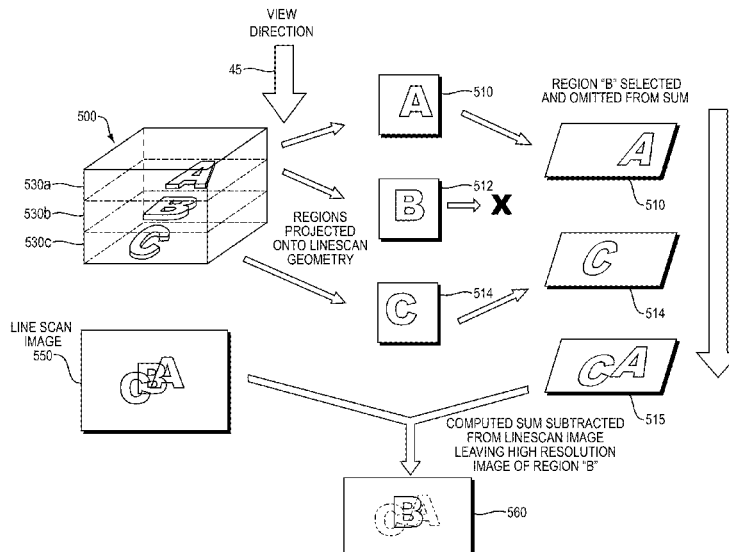 VIEW
DIRECTION
45
500
530a
530b
530c
A
B
C
REGIONS
PROJECTED
ONTO LINESCAN
GEOMETRY
A
510
B
512
X
C
514
REGION "B" SELECTED
AND OMITTED FROM SUM
A
510
C
514
CA
515
LINE SCAN
IMAGE
550
CBA
COMPUTED SUM SUBTRACTED
FROM LINESCAN IMAGE
LEAVING HIGH RESOLUTION
IMAGE OF REGION "B"
CBA
560